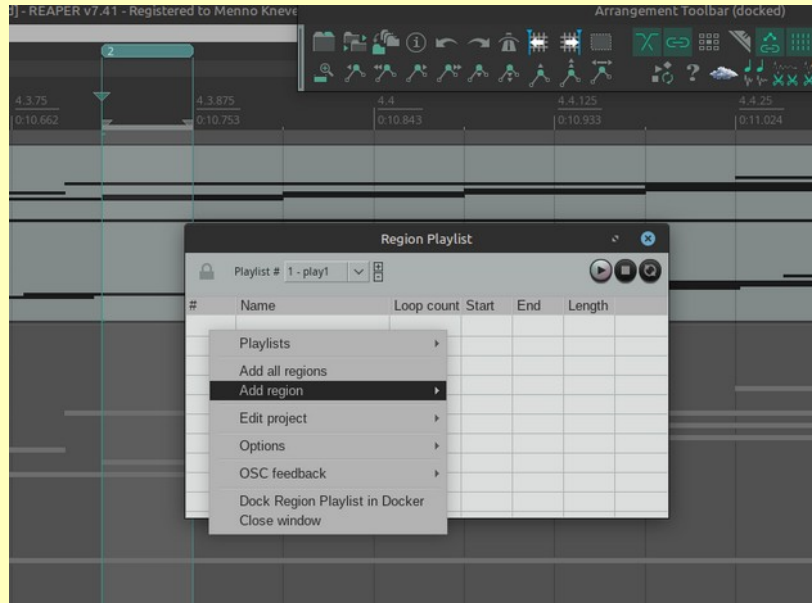 d] - REAPER v7.41 - Registered to Menno Kneve
Arrangement Toolbar (docked)
2
4.3.75
4.3.875
4.4
4.4.125
4.4.25
0:10.662
0:10.753
0:10.843
0:10.933
0:11.024
Region Playlist
Playlist # 1 - play1
# Name Loop count Start End Length
Playlists
Add all regions
Add region
Edit project
Options
OSC feedback
Dock Region Playlist in Docker
Close window